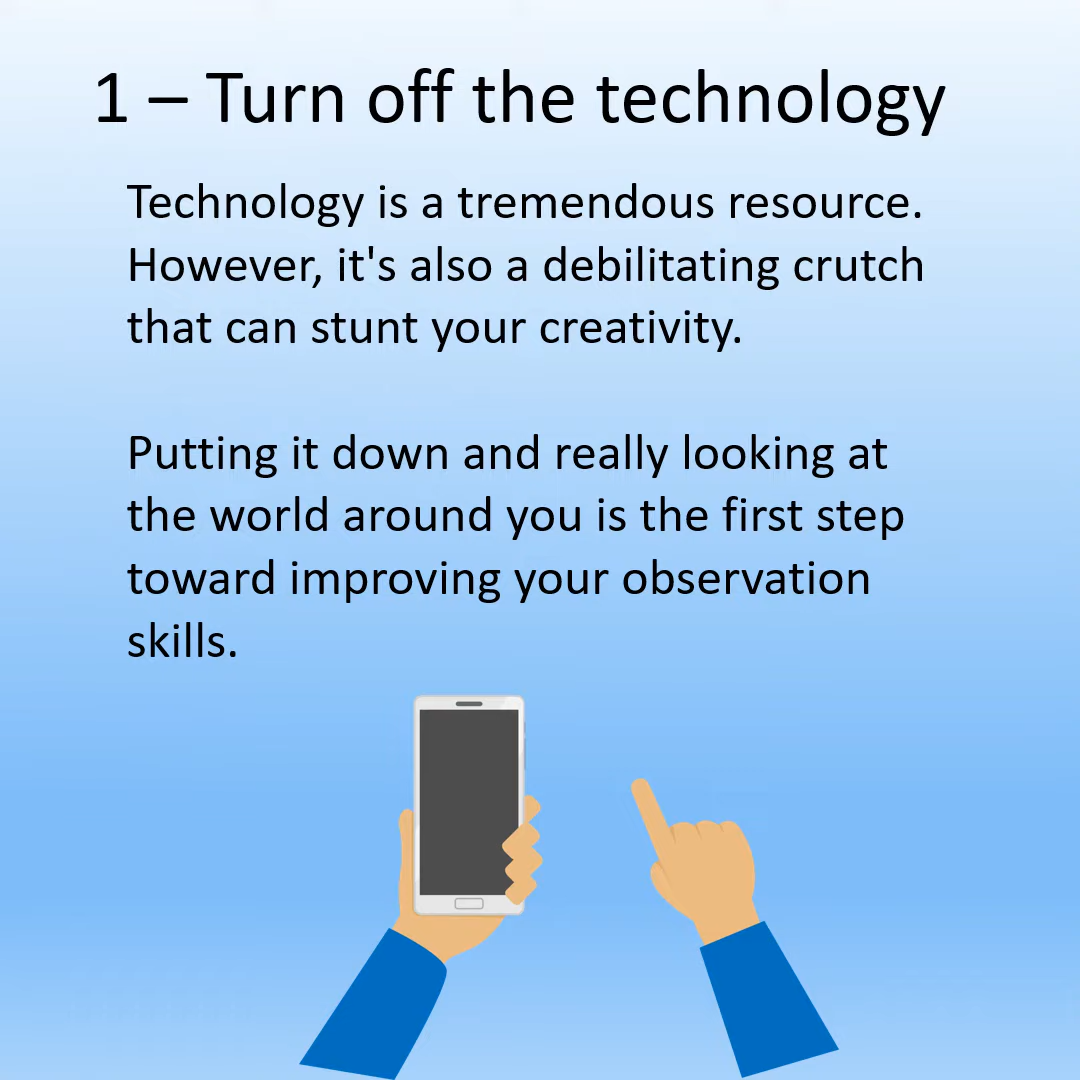 1 – Turn off the technology
Technology is a tremendous resource.
However, it's also a debilitating crutch
that can stunt your creativity.
Putting it down and really looking at
the world around you is the first step
toward improving your observation
skills.